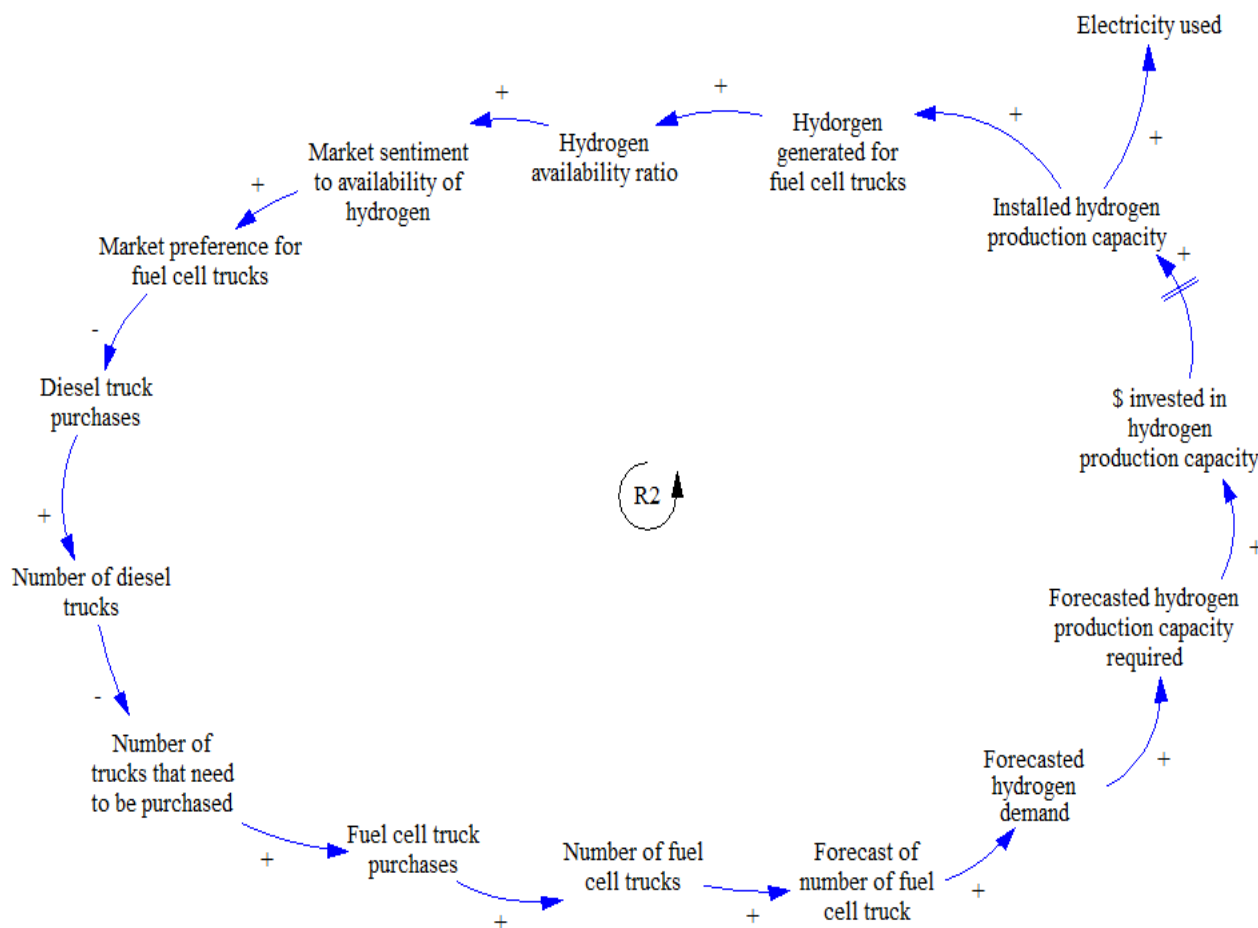 Electricity used
+
+
+
+
+
Hydorgen
generated for
fuel cell trucks
Hydrogen
availability ratio
Market sentiment
to availability of
hydrogen
+
Installed hydrogen
production capacity
+
Market preference for
fuel cell trucks
-
Diesel truck
purchases
$ invested in
hydrogen
production capacity
R2
+
+
Number of diesel
trucks
Forecasted hydrogen
production capacity
required
-
Number of
trucks that need
to be purchased
Forecasted
hydrogen
demand
+
Fuel cell truck
purchases
+
Number of fuel
cell trucks
Forecast of
number of fuel
cell truck
+
+
+